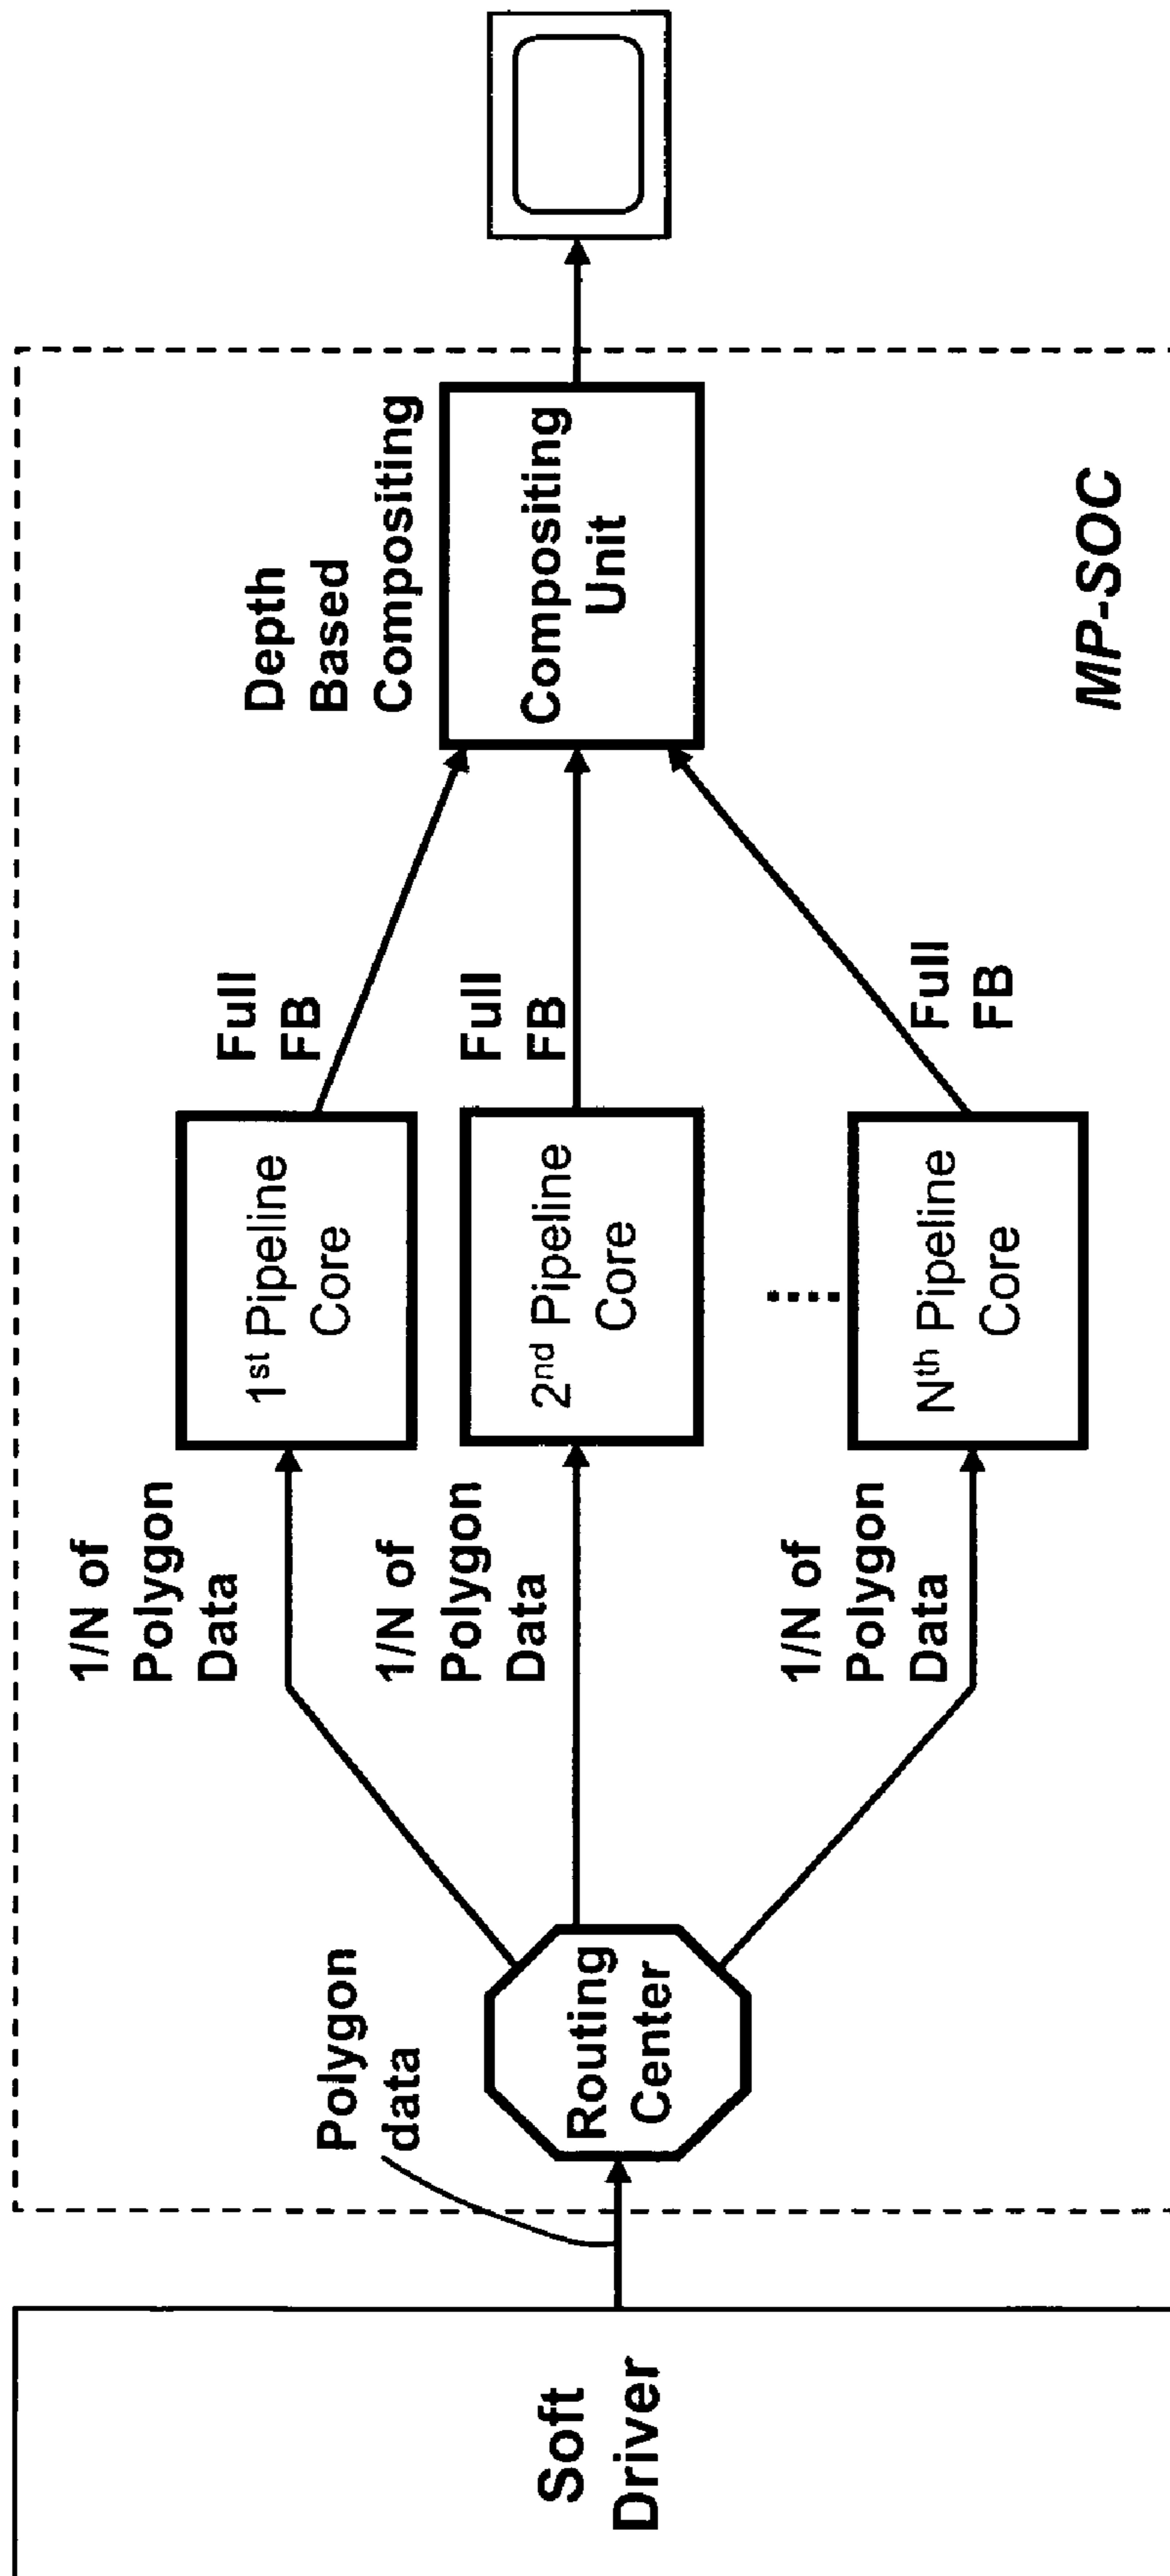 Soft
Driver
Polygon
data
Routing
Center
1/N of
Polygon
Data
1/N of
Polygon
Data
1/N of
Polygon
Data
1st Pipeline
Core
2nd Pipeline
Core
Nth Pipeline
Core
Full
FB
Full
FB
Full
FB
Depth
Based
Compositing
Compositing
Unit
MP-SOC